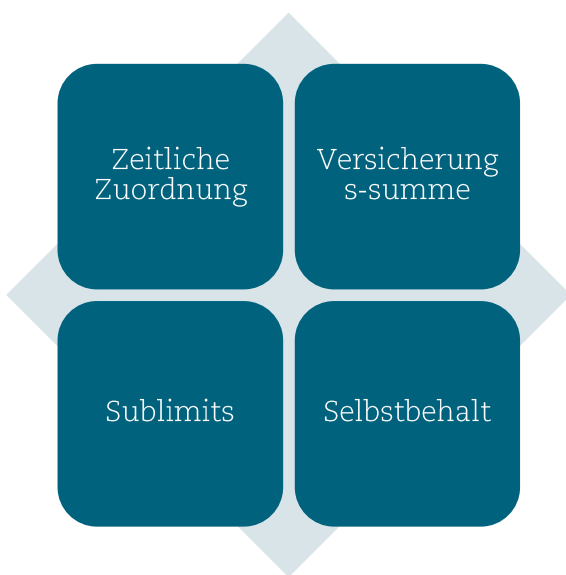 Zeitliche
Zuordnung
Versicherung
s-summe
Sublimits
Selbstbehalt